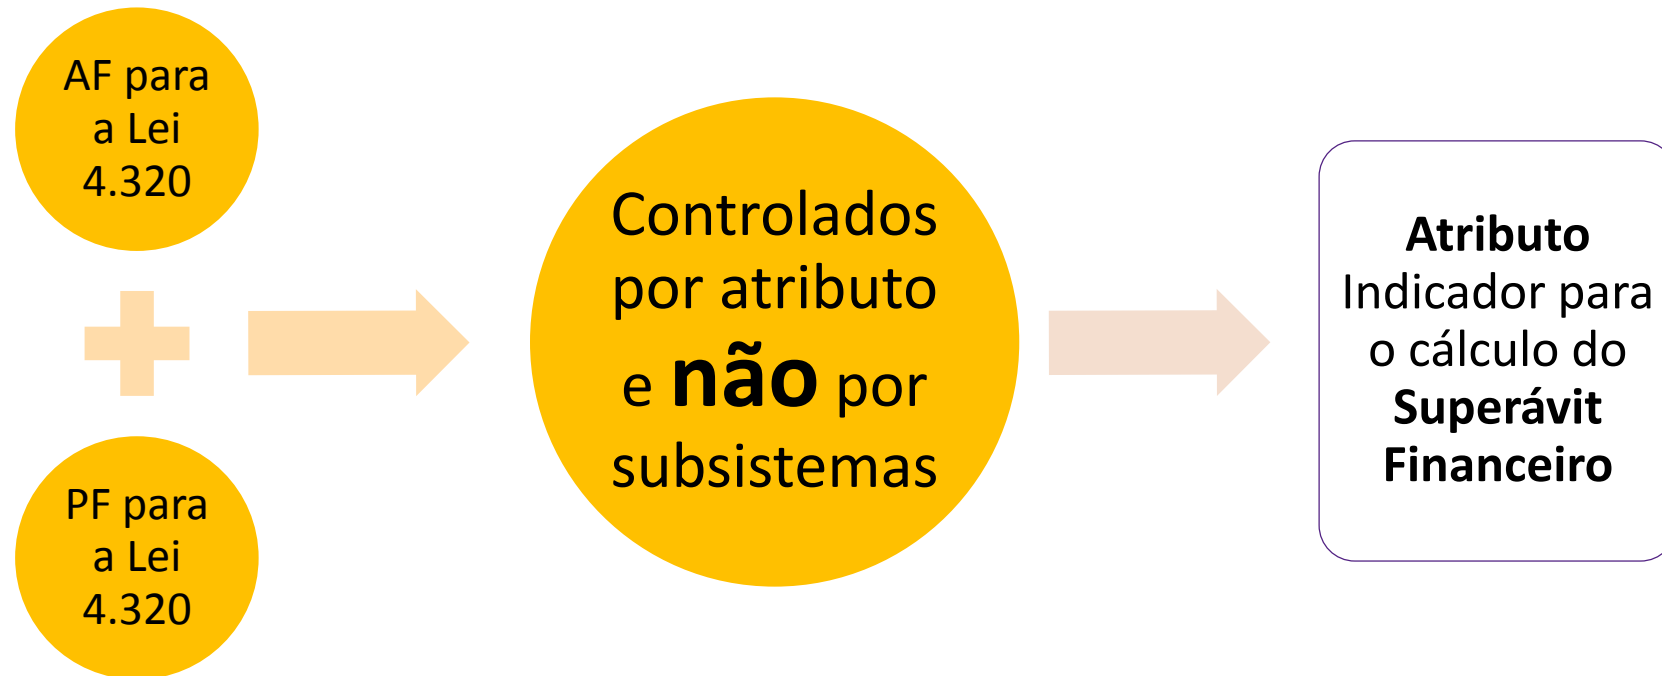 AF para
a Lei
4.320
PF para
a Lei
4.320
Controlados
por atributo
e não por
subsistemas
Atributo
Indicador para
o cálculo do
Superávit
Financeiro